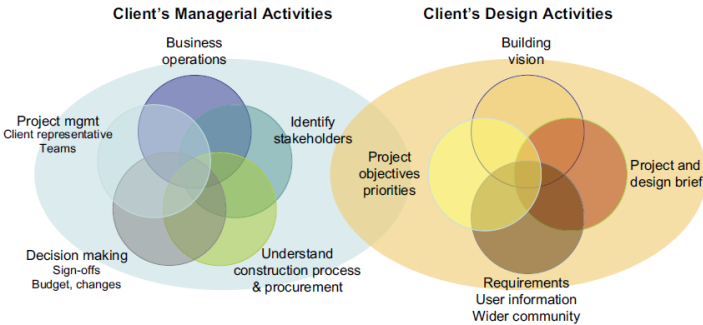 Client's Managerial Activities
Client's Design Activities
Business
operations
Building
vision
Project mgmt
Client representative
Teams
Identify
stakeholders
Project
objectives
priorities
Project and
design brief
Decision making
Sign-offs
Budget, changes
Understand
construction process
& procurement
Requirements
User information
Wider community